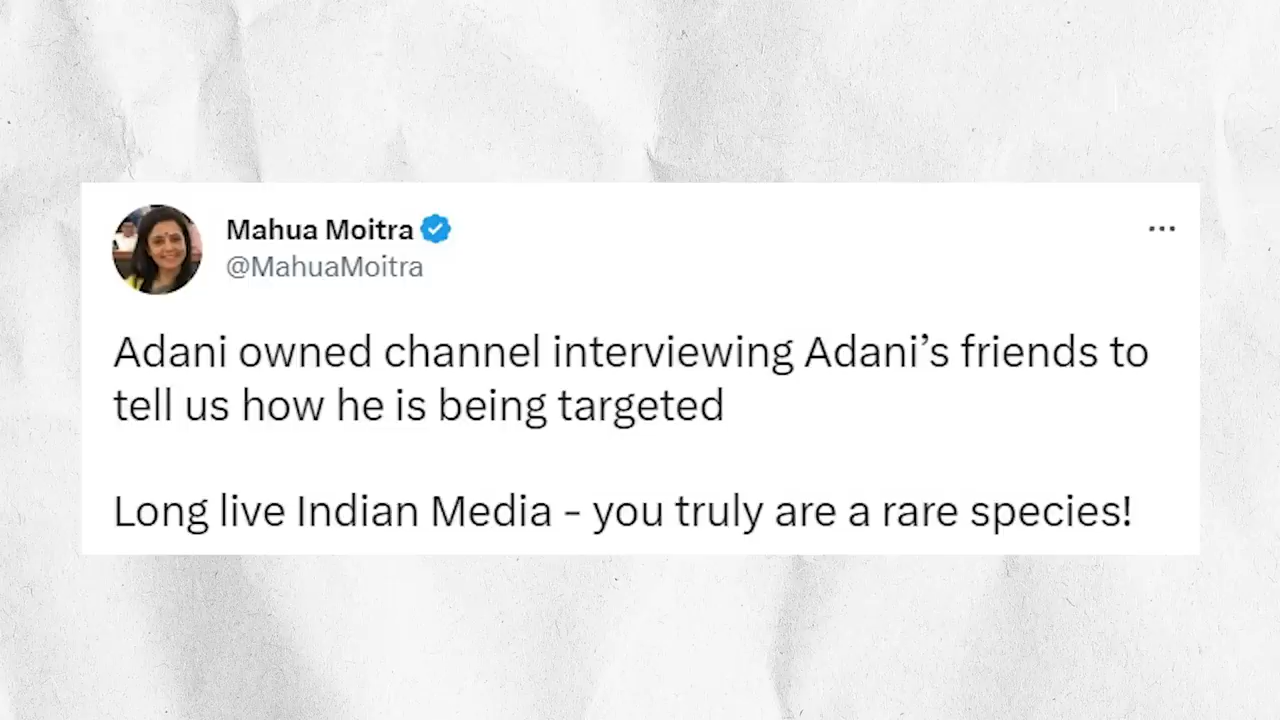 Mahua Moitra
@MahuaMoitra
Adani owned channel interviewing Adani’s friends to
tell us how he is being targeted
Long live Indian Media - you truly are a rare species!